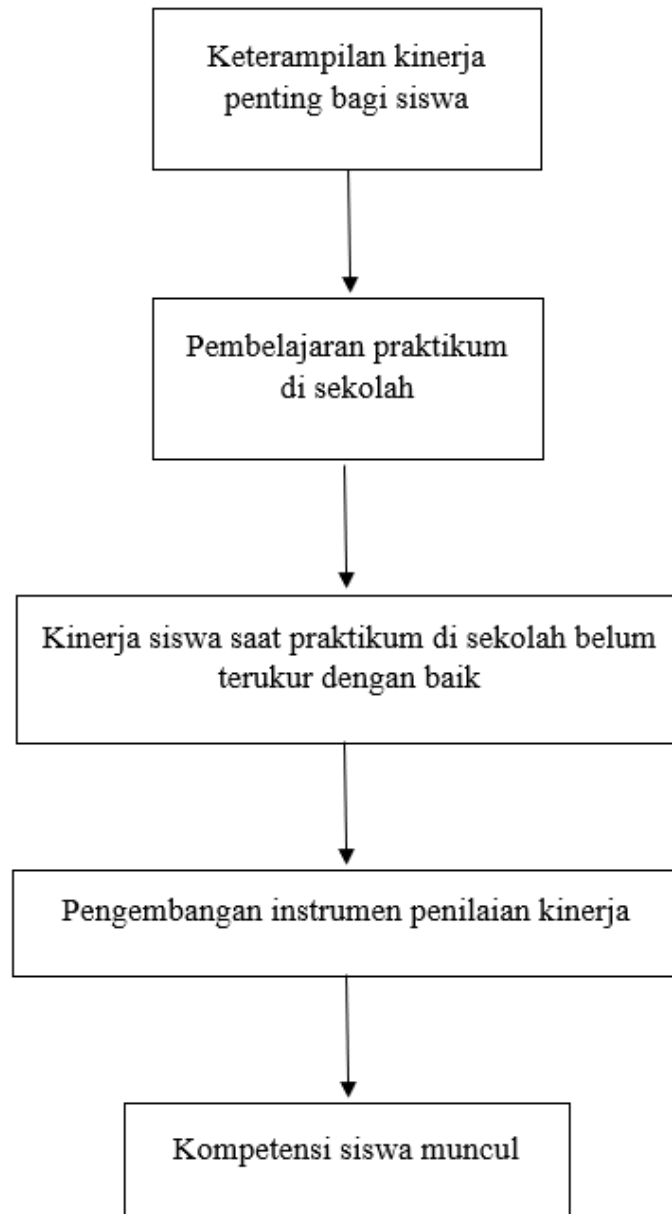 Keterampilan kinerja
penting bagi siswa
Pembelajaran praktikum
di sekolah
Kinerja siswa saat praktikum di sekolah belum
terukur dengan baik
Pengembangan instrumen penilaian kinerja
Kompetensi siswa muncul